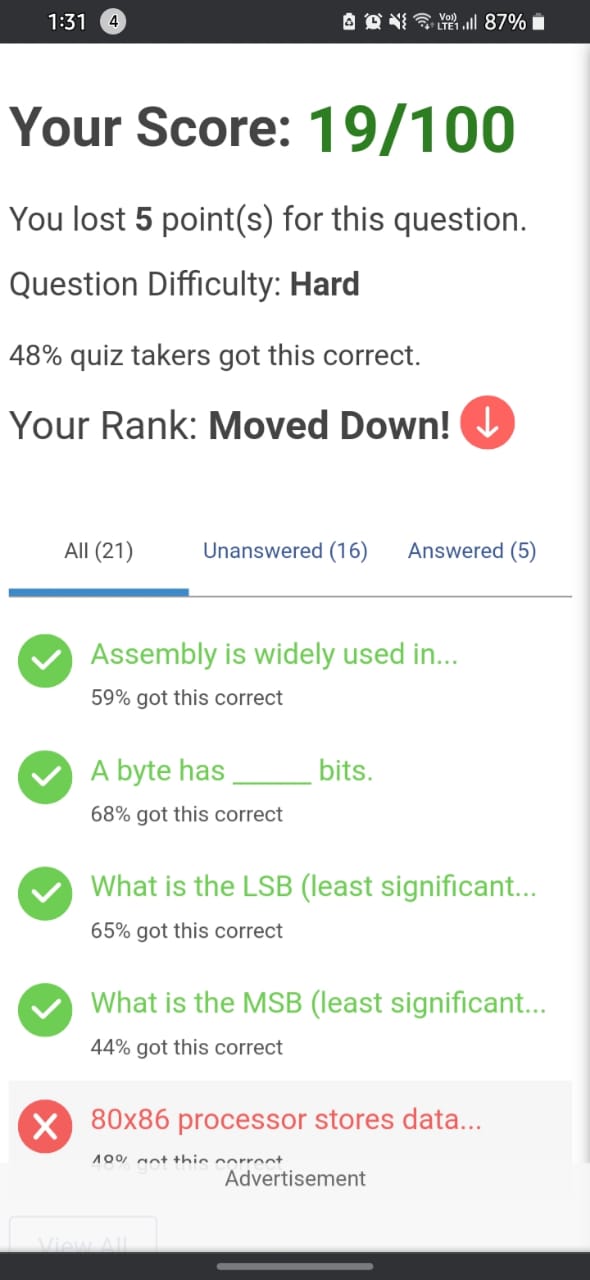 1:31 4 Vo)) LTE1 87%
Your Score: 19/100
You lost 5 point(s) for this question.
Question Difficulty: Hard
48% quiz takers got this correct.
Your Rank: Moved Down!
All (21) Unanswered (16) Answered (5)
Assembly is widely used in...
59% got this correct
A byte has ______ bits.
68% got this correct
What is the LSB (least significant...
65% got this correct
What is the MSB (least significant...
44% got this correct
80x86 processor stores data...
48% got this correct
Advertisement
View All